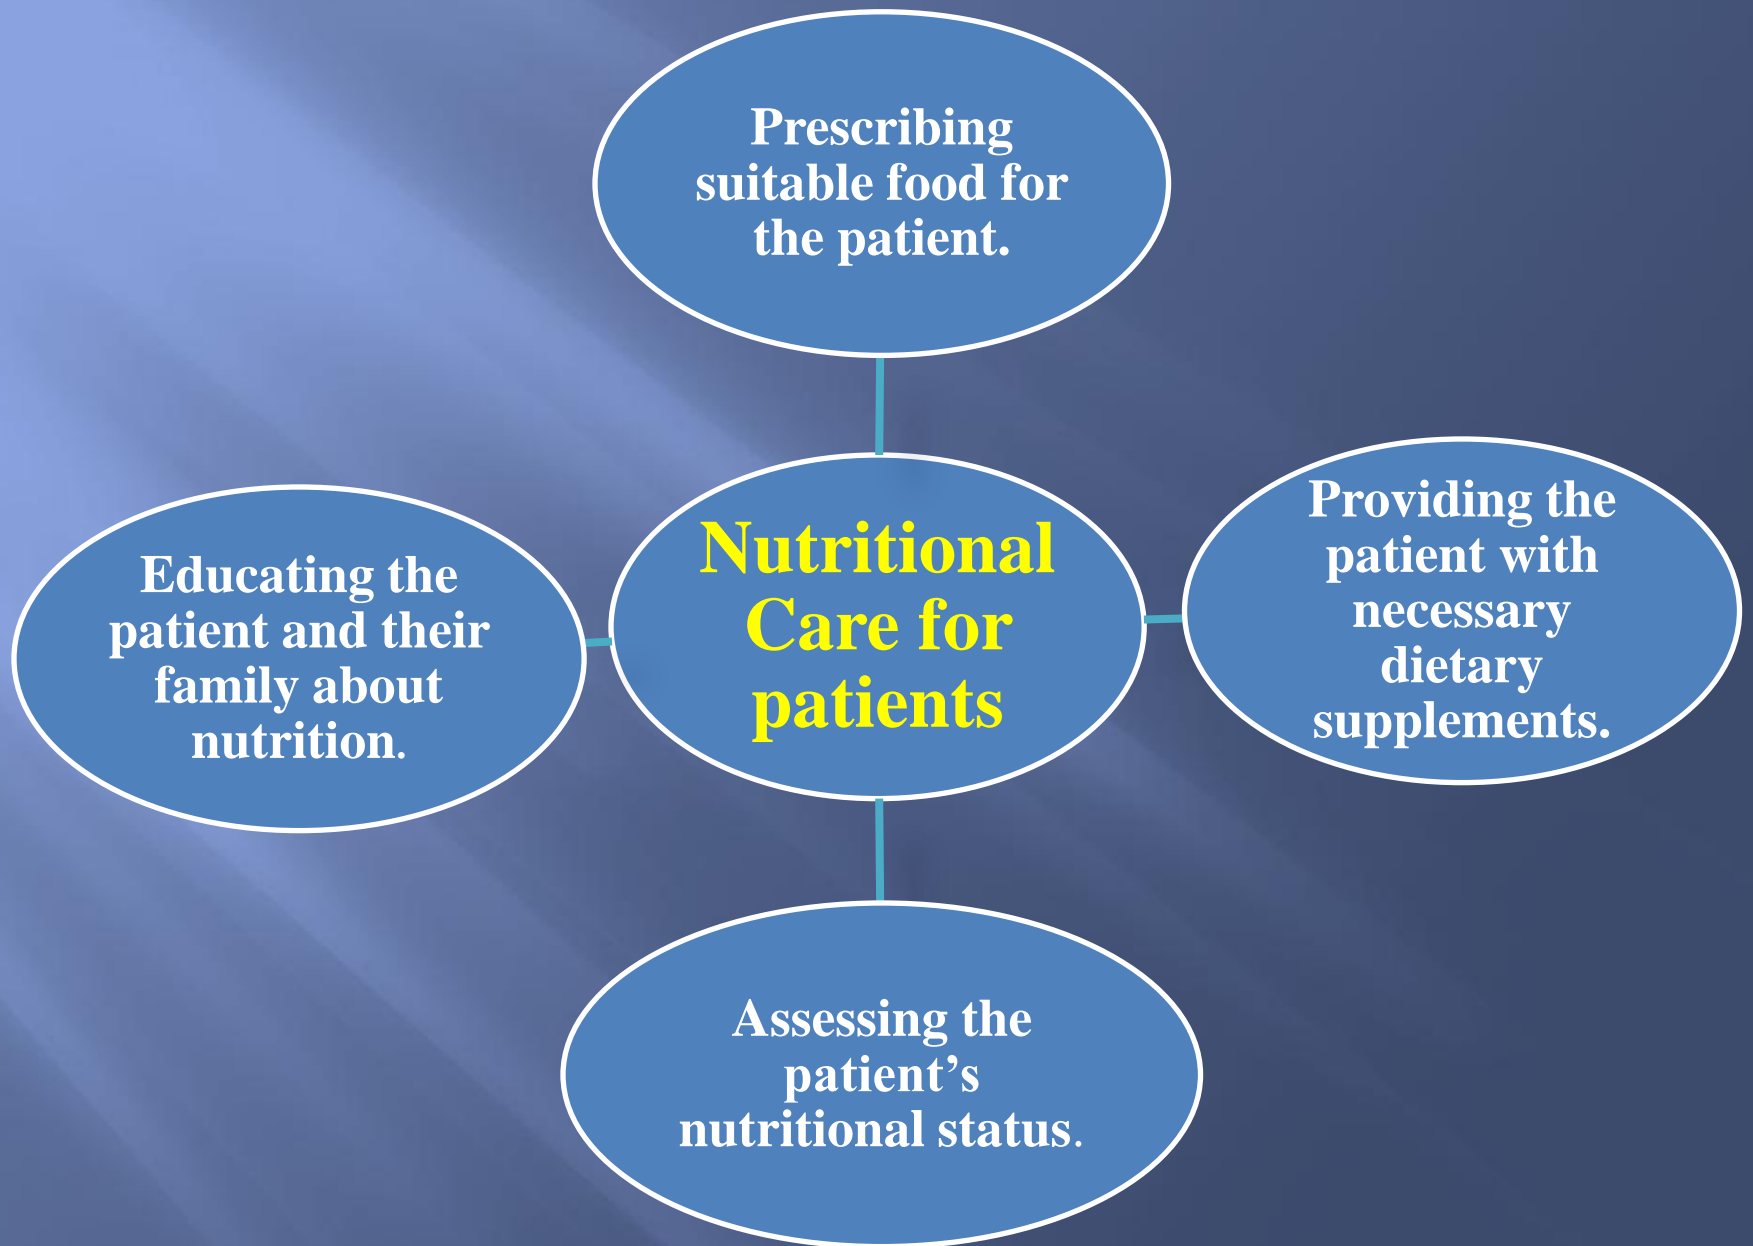 Prescribing
suitable food for
the patient.
Educating the
patient and their
family about
nutrition.
Nutritional
Care for
patients
Providing the
patient with
necessary
dietary
supplements.
Assessing the
patient’s
nutritional status.